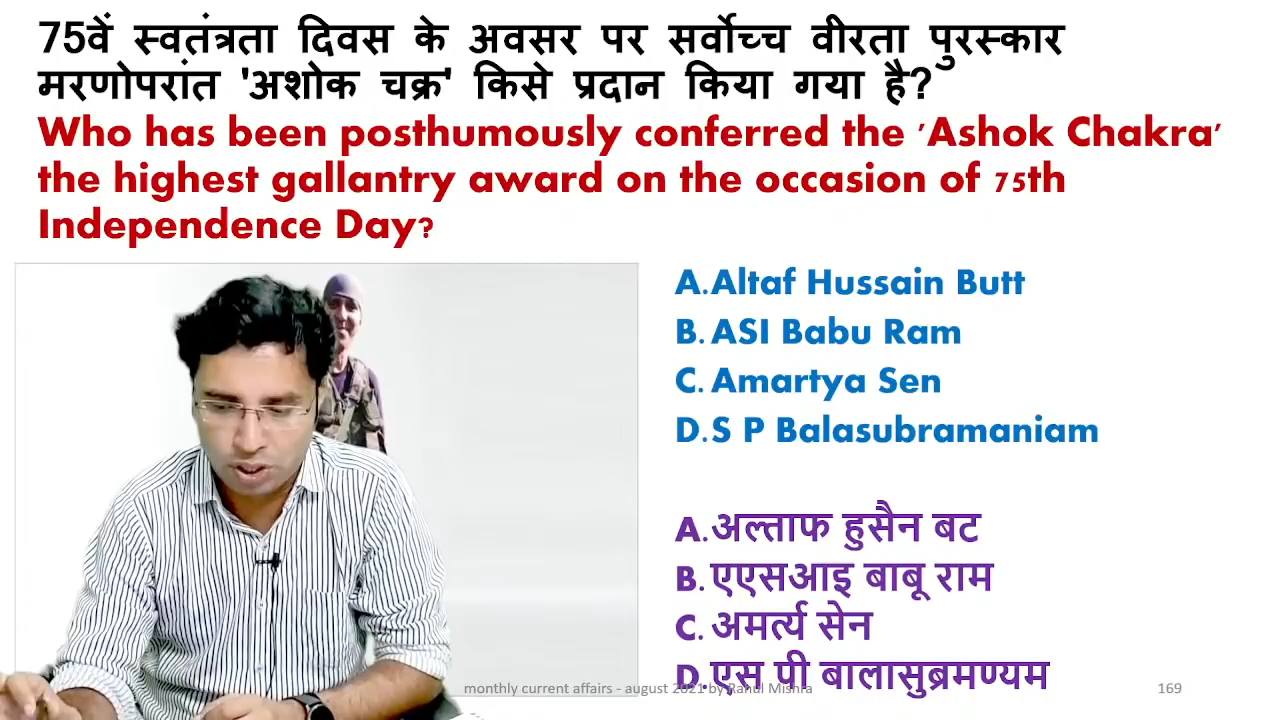 75वें स्वतंत्रता दिवस के अवसर पर सर्वोच्च वीरता पुरस्कार
मरणोपरांत 'अशोक चक्र' किसे प्रदान किया गया है?
Who has been posthumously conferred the 'Ashok Chakra'
the highest gallantry award on the occasion of 75th
Independence Day?
A.Altaf Hussain Butt
B. ASI Babu Ram
C. Amartya Sen
D.S P Balasubramaniam
A.अल्ताफ हुसैन बट
B. एएसआइ बाबू राम
C. अमर्त्य सेन
D.एस पी बालासुब्रमण्यम
monthly current affairs - august 2021 by Rahul Mishra
169